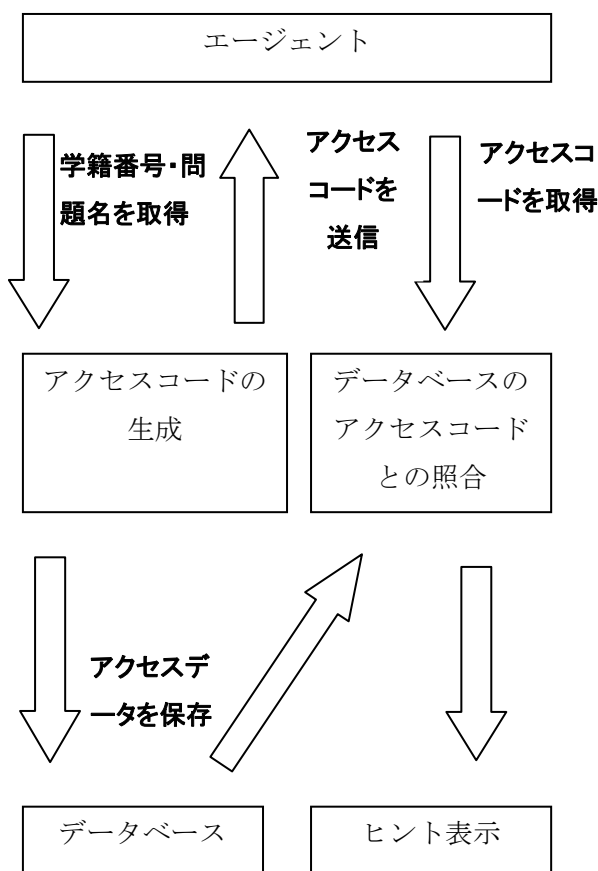 エージェント
学籍番号・問
題名を取得
アクセス
コードを
送信
アクセスコ
ードを取得
アクセスコードの
生成
データベースの
アクセスコード
との照合
アクセスデ
ータを保存
データベース
ヒント表示